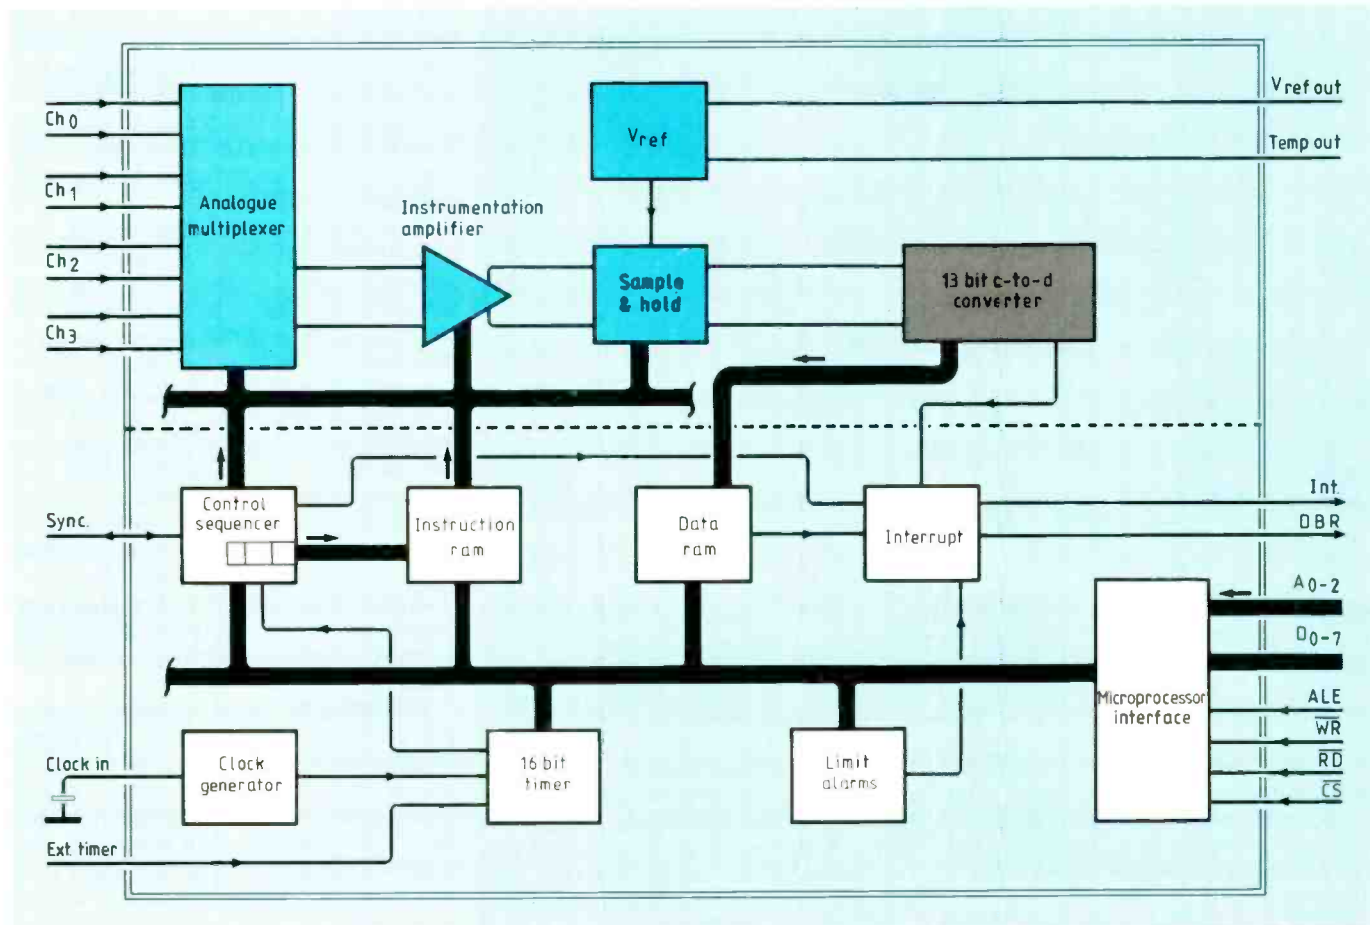 Vref out
Ch0
Vref
Temp out
Ch1
Analogue
multiplexer
Instrumentation
amplifier
Ch2
Sample
& hold
13 bit c-to-d
converter
Ch3
Control
sequencer
Instruction
ram
Data
ram
Interrupt
Int.
Sync.
DBR
A0-2
D0-7
Microprocessor
interface
ALE
WR
RD
CS
Clock in
Clock
generator
16 bit
timer
Limit
alarms
Ext. timer